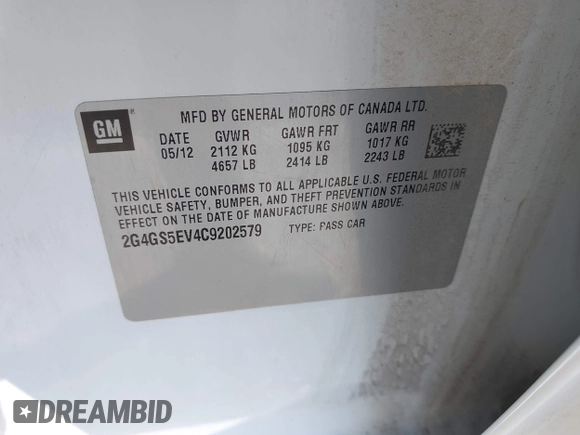 GM
MFD BY GENERAL MOTORS OF CANADA LTD.
DATE GVWR GAWR FRT GAWR RR
05/12 2112 KG 1095 KG 1017 KG
4657 LB 2414 LB 2243 LB
THIS VEHICLE CONFORMS TO ALL APPLICABLE U.S. FEDERAL MOTOR
VEHICLE SAFETY, BUMPER, AND THEFT PREVENTION STANDARDS IN
EFFECT ON THE DATE OF MANUFACTURE SHOWN ABOVE.
2G4GS5EV4C9202579 TYPE: PASS CAR
DREAMBID